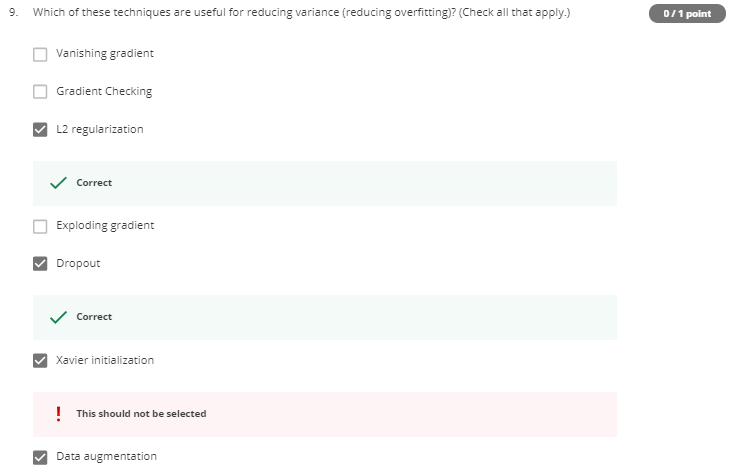 9. Which of these techniques are useful for reducing variance (reducing overfitting)? (Check all that apply.)
0 / 1 point
Vanishing gradient
Gradient Checking
L2 regularization
Correct
Exploding gradient
Dropout
Correct
Xavier initialization
! This should not be selected
Data augmentation